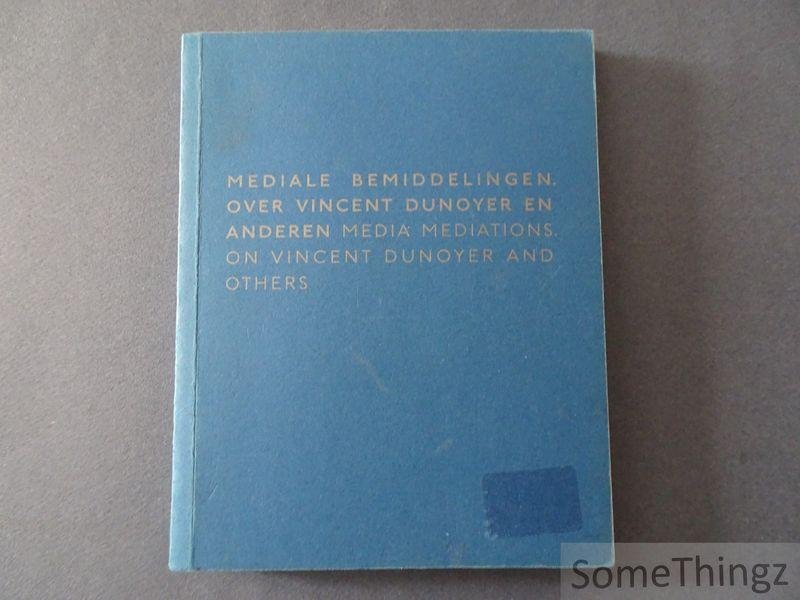 MEDIALE BEMIDDELINGEN.
OVER VINCENT DUNOYER EN
ANDEREN MEDIA MEDIATIONS.
ON VINCENT DUNOYER AND
OTHERS
SomeThingz